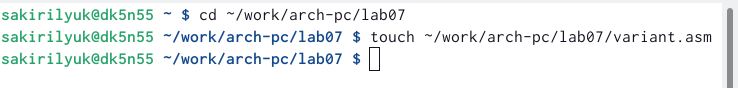 sakirilyuk@dk5n55 ~ $ cd ~/work/arch-pc/lab07
sakirilyuk@dk5n55 ~/work/arch-pc/lab07 $ touch ~/work/arch-pc/lab07/variant.asm
sakirilyuk@dk5n55 ~/work/arch-pc/lab07 $